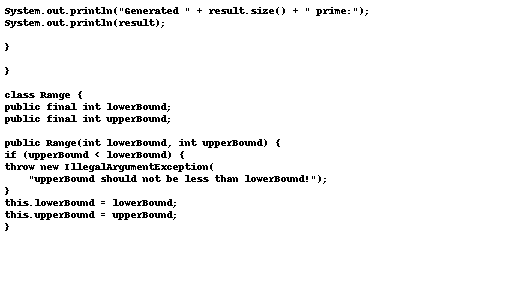 System.out.println("Generated " + result.size() + " prime:");
System.out.println(result);
}
}
class Range {
public final int lowerBound;
public final int upperBound;
public Range(int lowerBound, int upperBound) {
if (upperBound < lowerBound) {
throw new IllegalArgumentException(
"upperBound should not be less than lowerBound!");
}
this.lowerBound = lowerBound;
this.upperBound = upperBound;
}